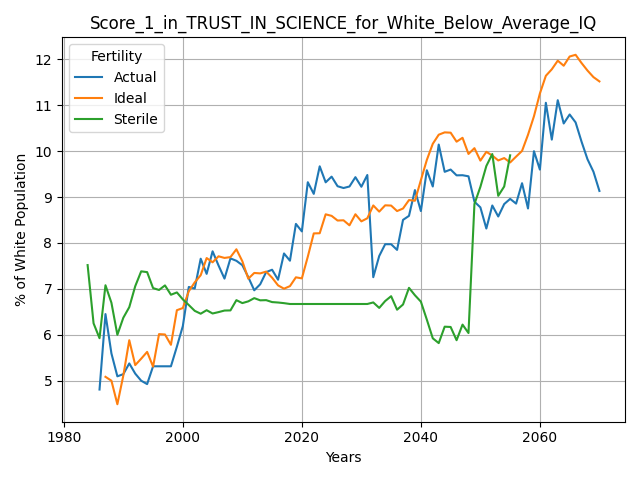 Score_1_in_TRUST_IN_SCIENCE_for_White_Below_Average_IQ
Fertility
Actual
Ideal
Sterile
% of White Population
12
11
10
9
8
7
6
5
1980 2000 2020 2040 2060
Years